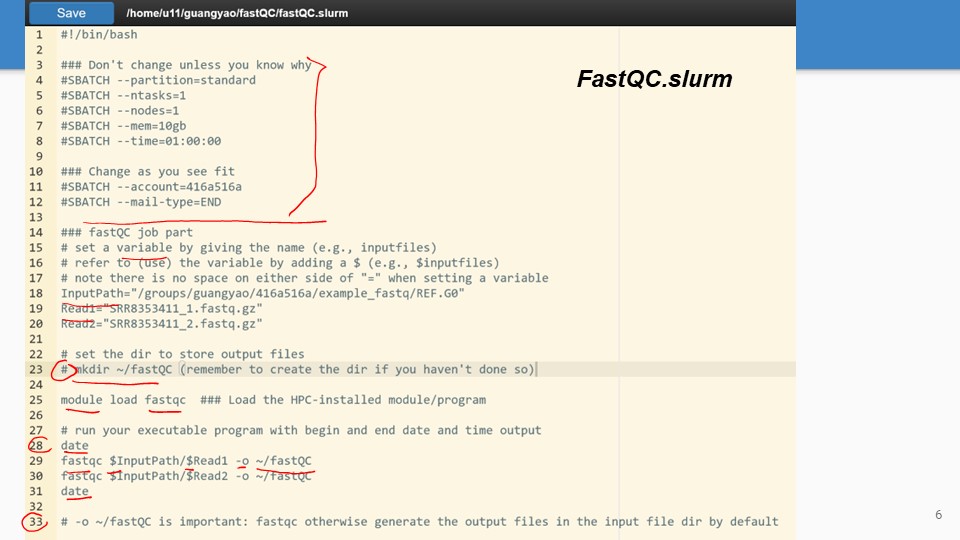 Save /home/u11/guangyao/fastQC/fastQC.slurm
FastQC.slurm
1 #!/bin/bash
2
3 ### Don't change unless you know why
4 #SBATCH --partition=standard
5 #SBATCH --ntasks=1
6 #SBATCH --nodes=1
7 #SBATCH --mem=10gb
8 #SBATCH --time=01:00:00
9
10 ### Change as you see fit
11 #SBATCH --account=416a516a
12 #SBATCH --mail-type=END
13
14 ### fastQC job part
15 # set a variable by giving the name (e.g., inputfiles)
16 # refer to (use) the variable by adding a $ (e.g., $inputfiles)
17 # note there is no space on either side of "=" when setting a variable
18 InputPath="/groups/guangyao/416a516a/example_fastq/REF.G0"
19 Read1="SRR8353411_1.fastq.gz"
20 Read2="SRR8353411_2.fastq.gz"
21
22 # set the dir to store output files
23 # mkdir ~/fastQC (remember to create the dir if you haven't done so)
24
25 module load fastqc ### Load the HPC-installed module/program
26
27 # run your executable program with begin and end date and time output
28 date
29 fastqc $InputPath/$Read1 -o ~/fastQC
30 fastqc $InputPath/$Read2 -o ~/fastQC
31 date
32
33 # -o ~/fastQC is important: fastqc otherwise generate the output files in the input file dir by default
6